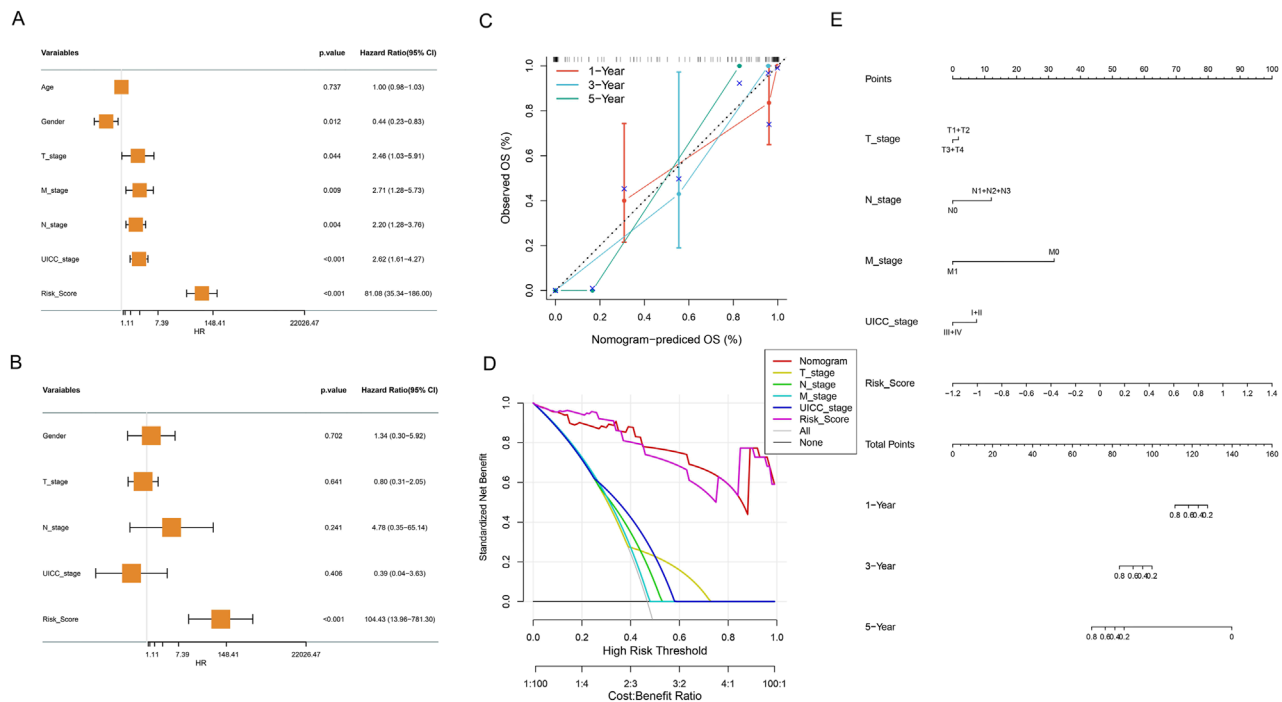 A
Varaiables p.value Hazard Ratio(95% CI)
Age 0.737 1.00 (0.98−1.03)
Gender 0.012 0.44 (0.23−0.83)
T_stage 0.044 2.46 (1.03−5.91)
M_stage 0.009 2.71 (1.28−5.73)
N_stage 0.004 2.20 (1.28−3.76)
UICC_stage <0.001 2.62 (1.61−4.27)
Risk_Score <0.001 81.08 (35.34−186.00)
1.11 7.39 148.41 22026.47
HR
B
Varaiables p.value Hazard Ratio(95% CI)
Gender 0.702 1.34 (0.30−5.92)
T_stage 0.641 0.80 (0.31−2.05)
N_stage 0.241 4.78 (0.35−65.14)
UICC_stage 0.406 0.39 (0.04−3.63)
Risk_Score <0.001 104.43 (13.96−781.30)
1.11 7.39 148.41 22026.47
HR
C
1−Year
3−Year
5−Year
Observed OS (%)
1.0
0.8
0.6
0.4
0.2
0.0
0.0 0.2 0.4 0.6 0.8 1.0
Nomogram−prediced OS (%)
D
Nomogram
T_stage
N_stage
M_stage
UICC_stage
Risk_Score
All
None
Standardized Net Benefit
1.0
0.8
0.6
0.4
0.2
0.0
0.0 0.2 0.4 0.6 0.8 1.0
High Risk Threshold
1:100 1:4 2:3 3:2 4:1 100:1
Cost:Benefit Ratio
E
Points 0 10 20 30 40 50 60 70 80 90 100
T1+T2
T_stage
T3+T4
N1+N2+N3
N_stage
N0
M0
M_stage
M1
I+II
UICC_stage
III+IV
Risk_Score
−1.2 −1 −0.8 −0.6 −0.4 −0.2 0 0.2 0.4 0.6 0.8 1 1.2 1.4
Total Points
0 20 40 60 80 100 120 140 160
1−Year
0.8 0.6 0.4 0.2
3−Year
0.8 0.6 0.4 0.2
5−Year
0.8 0.6 0.4 0.2 0